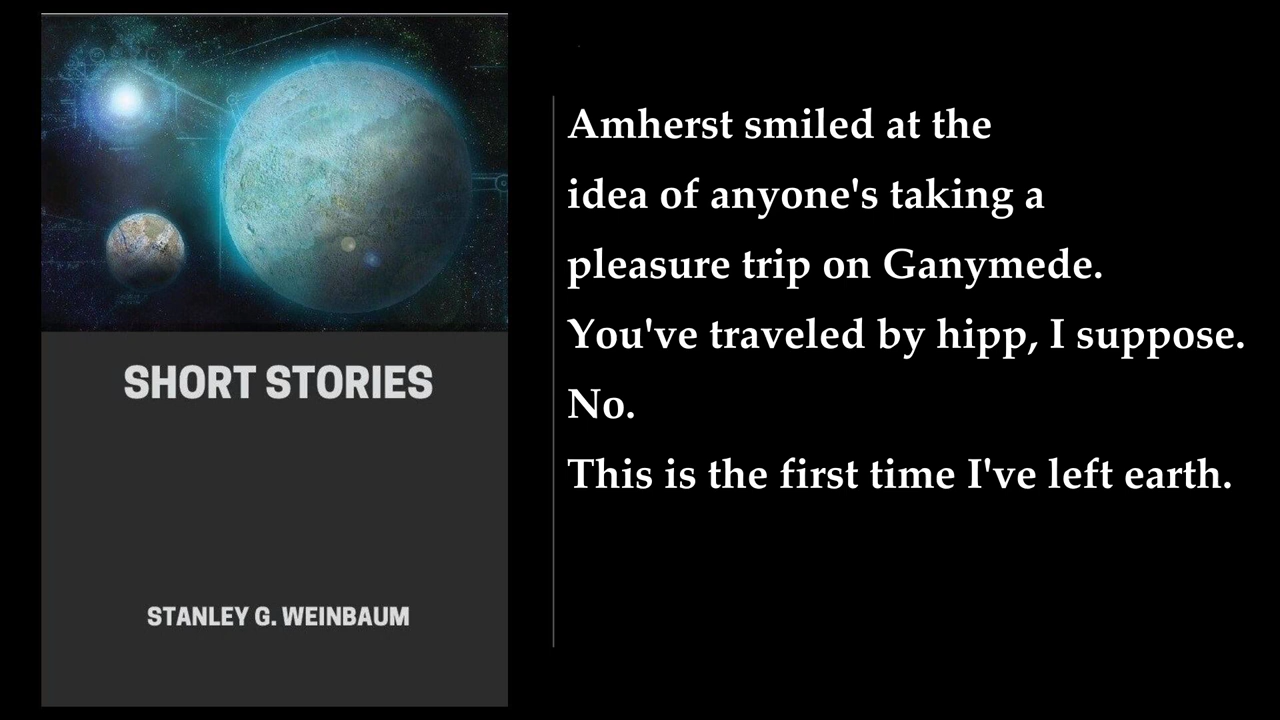 SHORT STORIES
STANLEY G. WEINBAUM
Amherst smiled at the
idea of anyone's taking a
pleasure trip on Ganymede.
You've traveled by hipp, I suppose.
No.
This is the first time I've left earth.